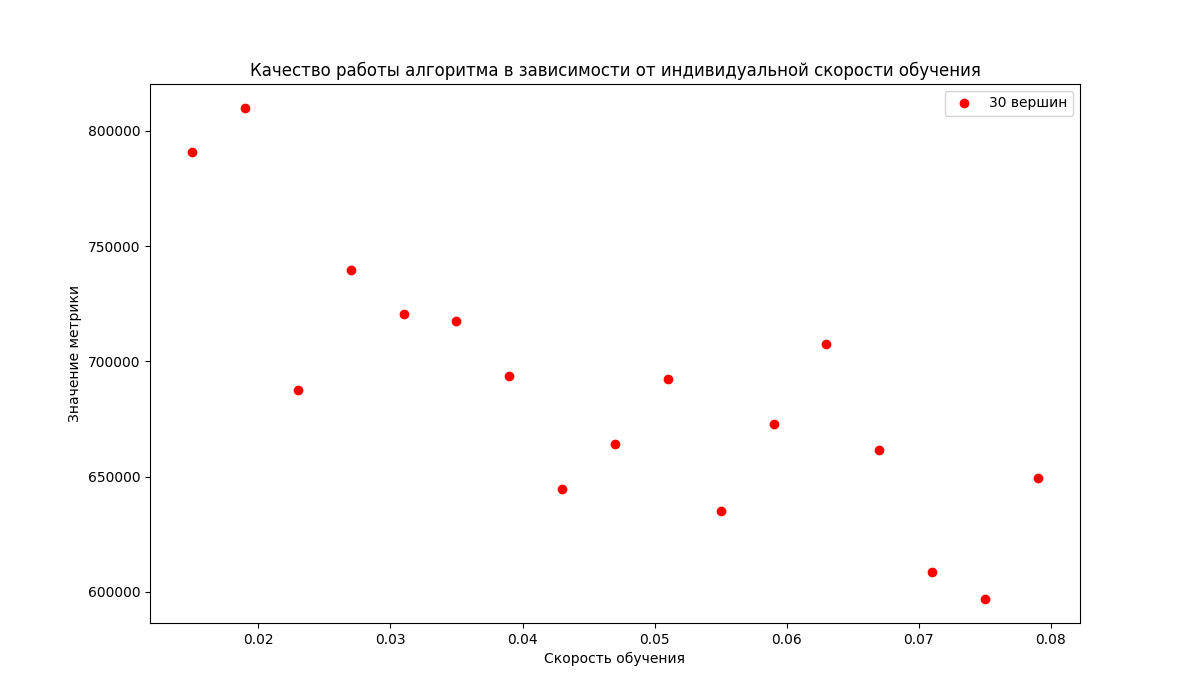 Качество работы алгоритма в зависимости от индивидуальной скорости обучения
30 вершин
Значение метрики
800000
750000
700000
650000
600000
0.02 0.03 0.04 0.05 0.06 0.07 0.08
Скорость обучения